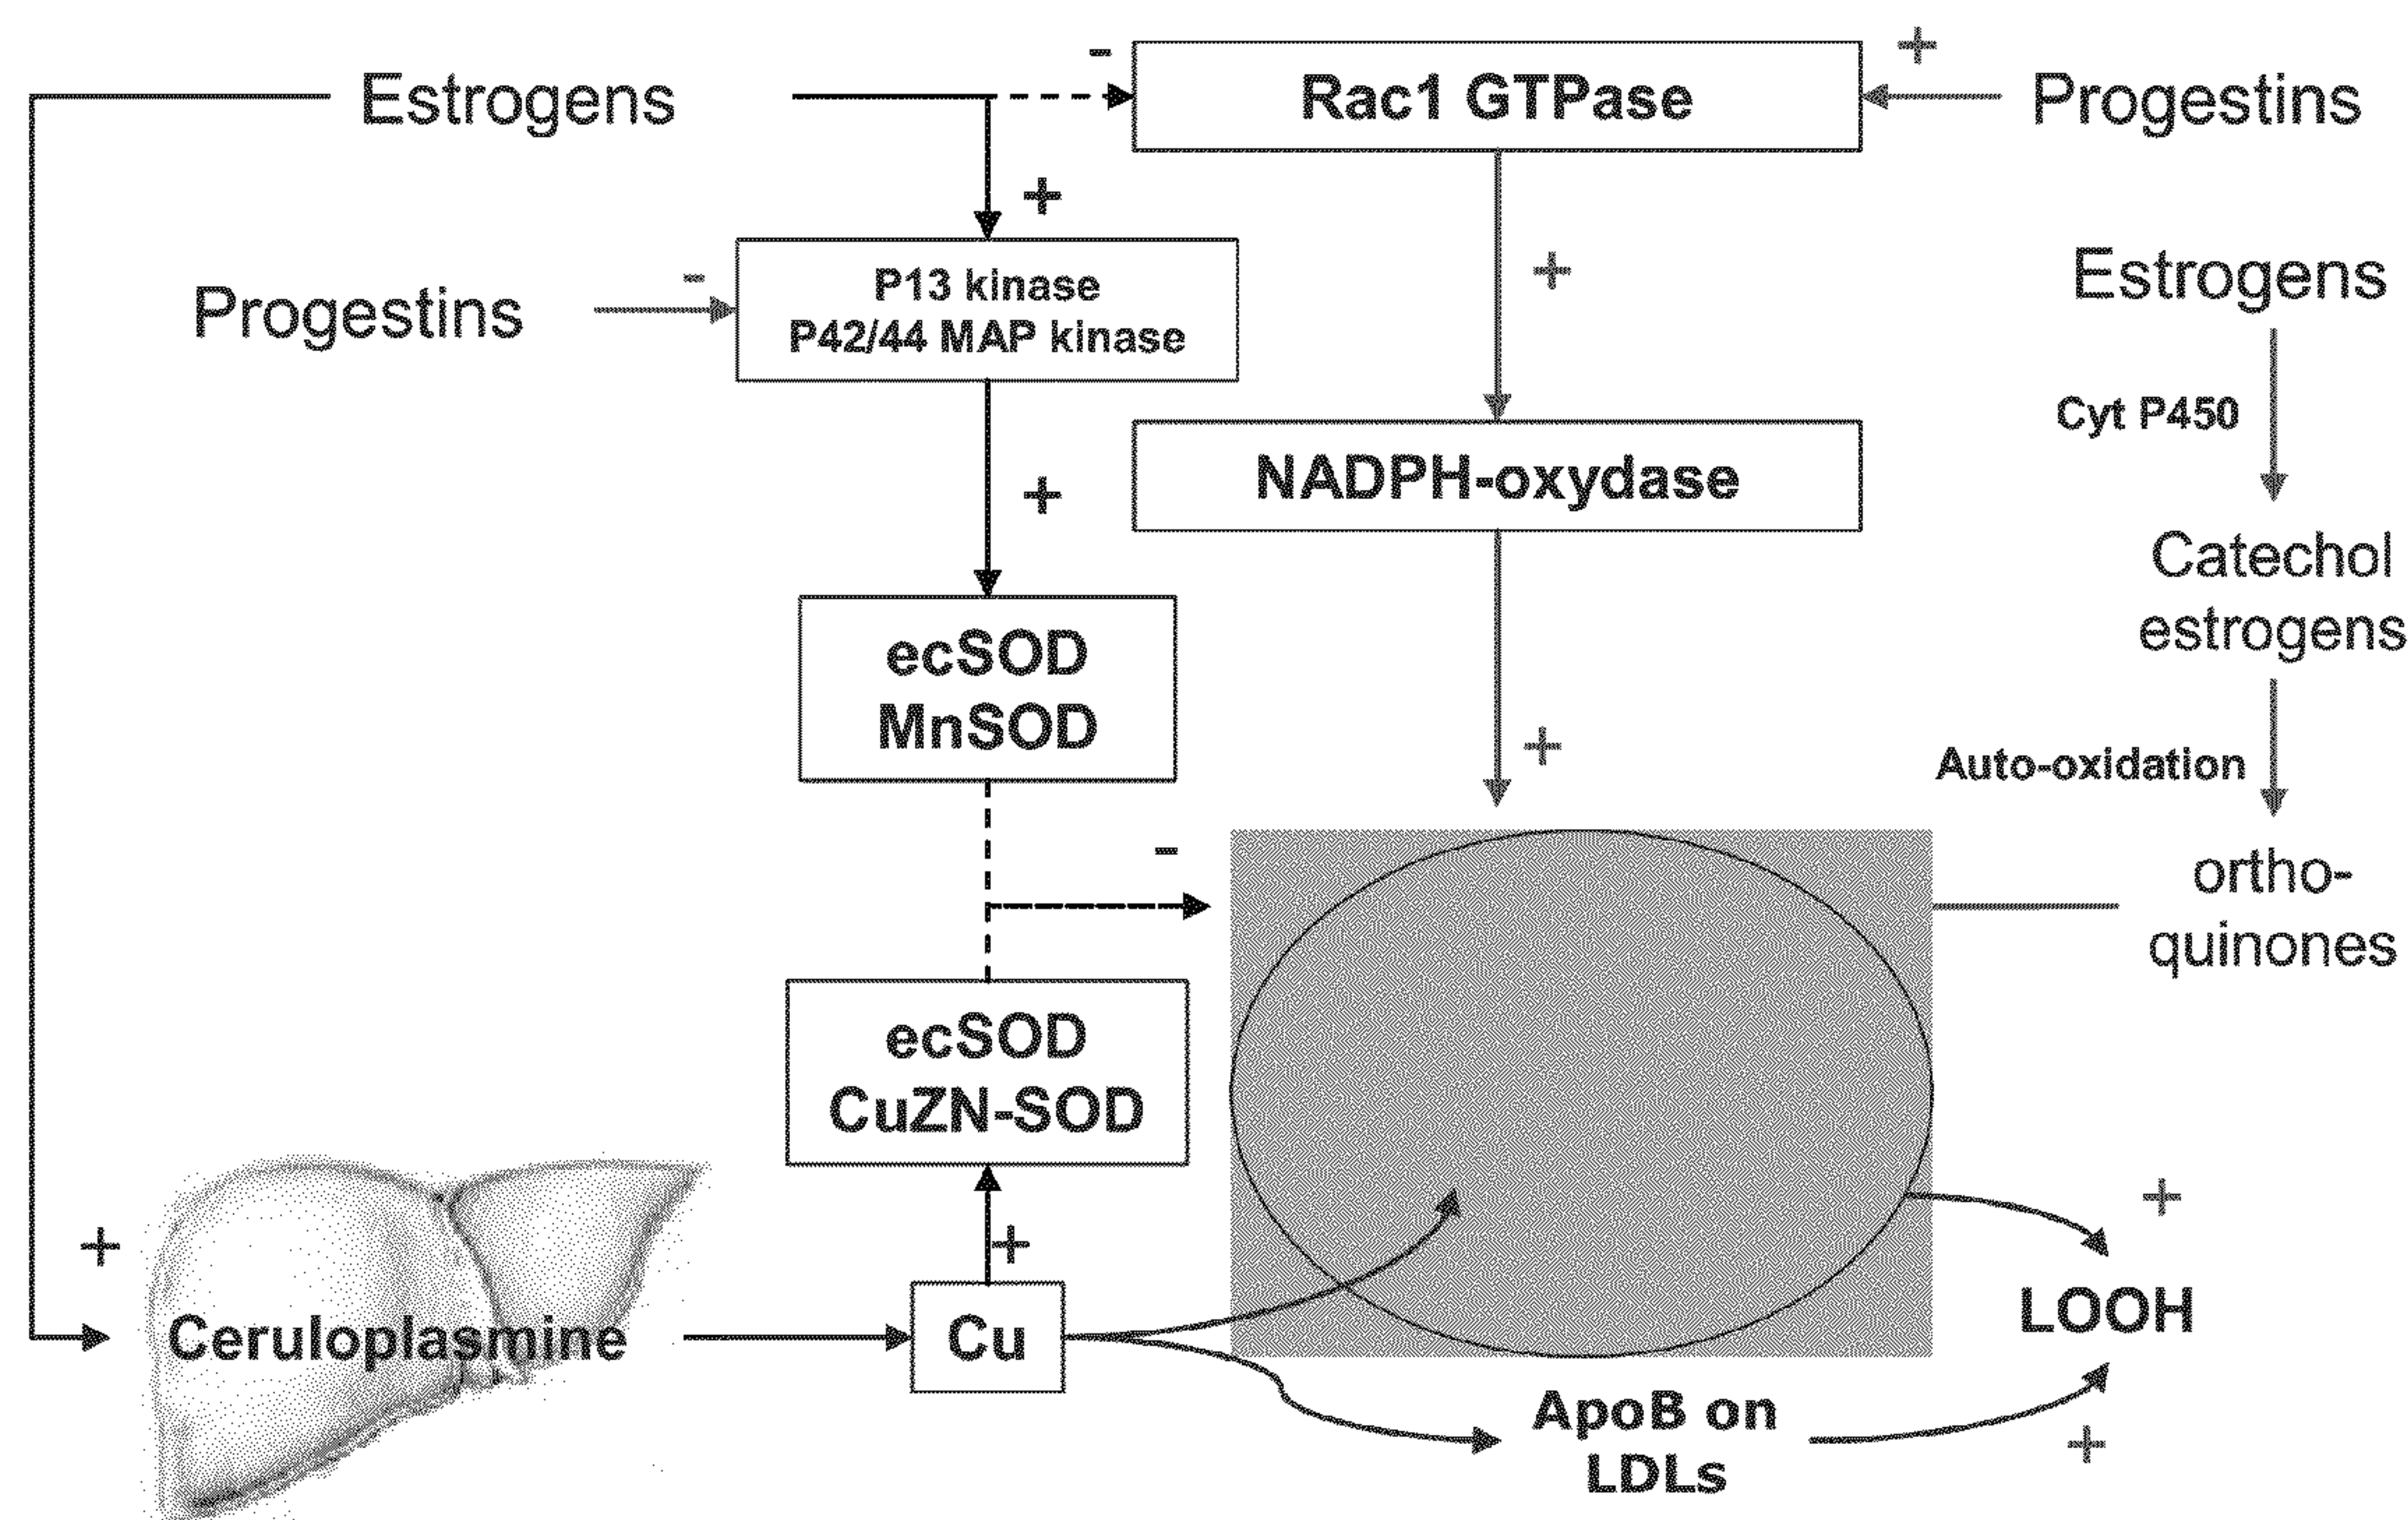 -
+
Estrogens
Rac1 GTPase
Progestins
+
+
Estrogens
Progestins
-
P13 kinase
P42/44 MAP kinase
Cyt P450
NADPH-oxydase
+
Catechol
estrogens
ecSOD
MnSOD
+
Auto-oxidation
-
ortho-
quinones
ecSOD
CuZN-SOD
+
+
+
Ceruloplasmine
Cu
LOOH
ApoB on
LDLs
+